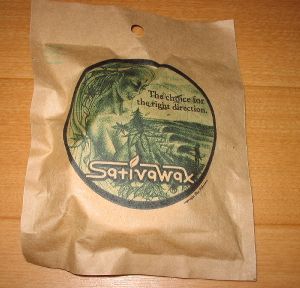 The choice for
the right direction.
Sativawax